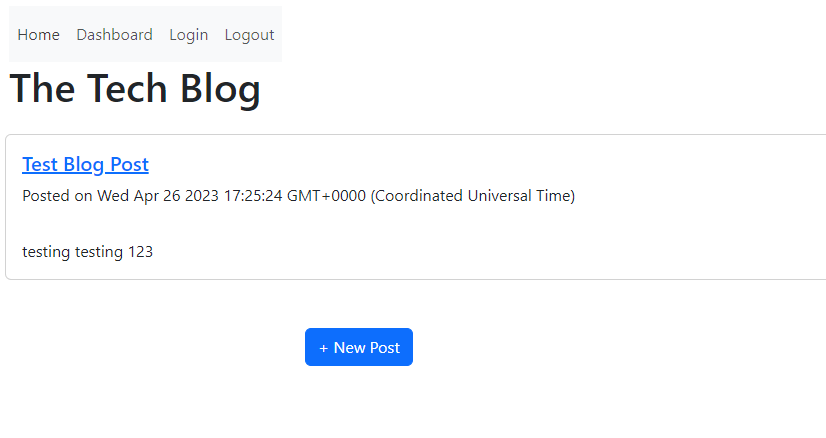 Home Dashboard Login Logout
The Tech Blog
Test Blog Post
Posted on Wed Apr 26 2023 17:25:24 GMT+0000 (Coordinated Universal Time)
testing testing 123
+ New Post